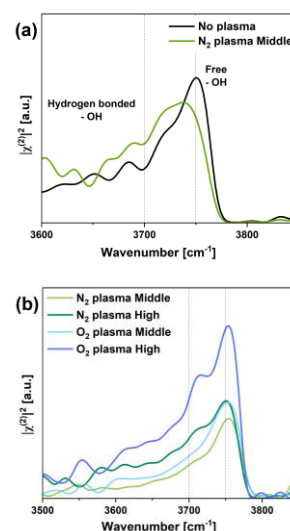 (a)
No plasma
N₂ plasma Middle
Free
- OH
Hydrogen bonded
- OH
|χ⁽²⁾|² [a.u.]
3600 3700 3800
Wavenumber [cm⁻¹]
(b)
N₂ plasma Middle
N₂ plasma High
O₂ plasma Middle
O₂ plasma High
|χ⁽²⁾|² [a.u.]
3500 3600 3700 3750 3800
Wavenumber [cm⁻¹]